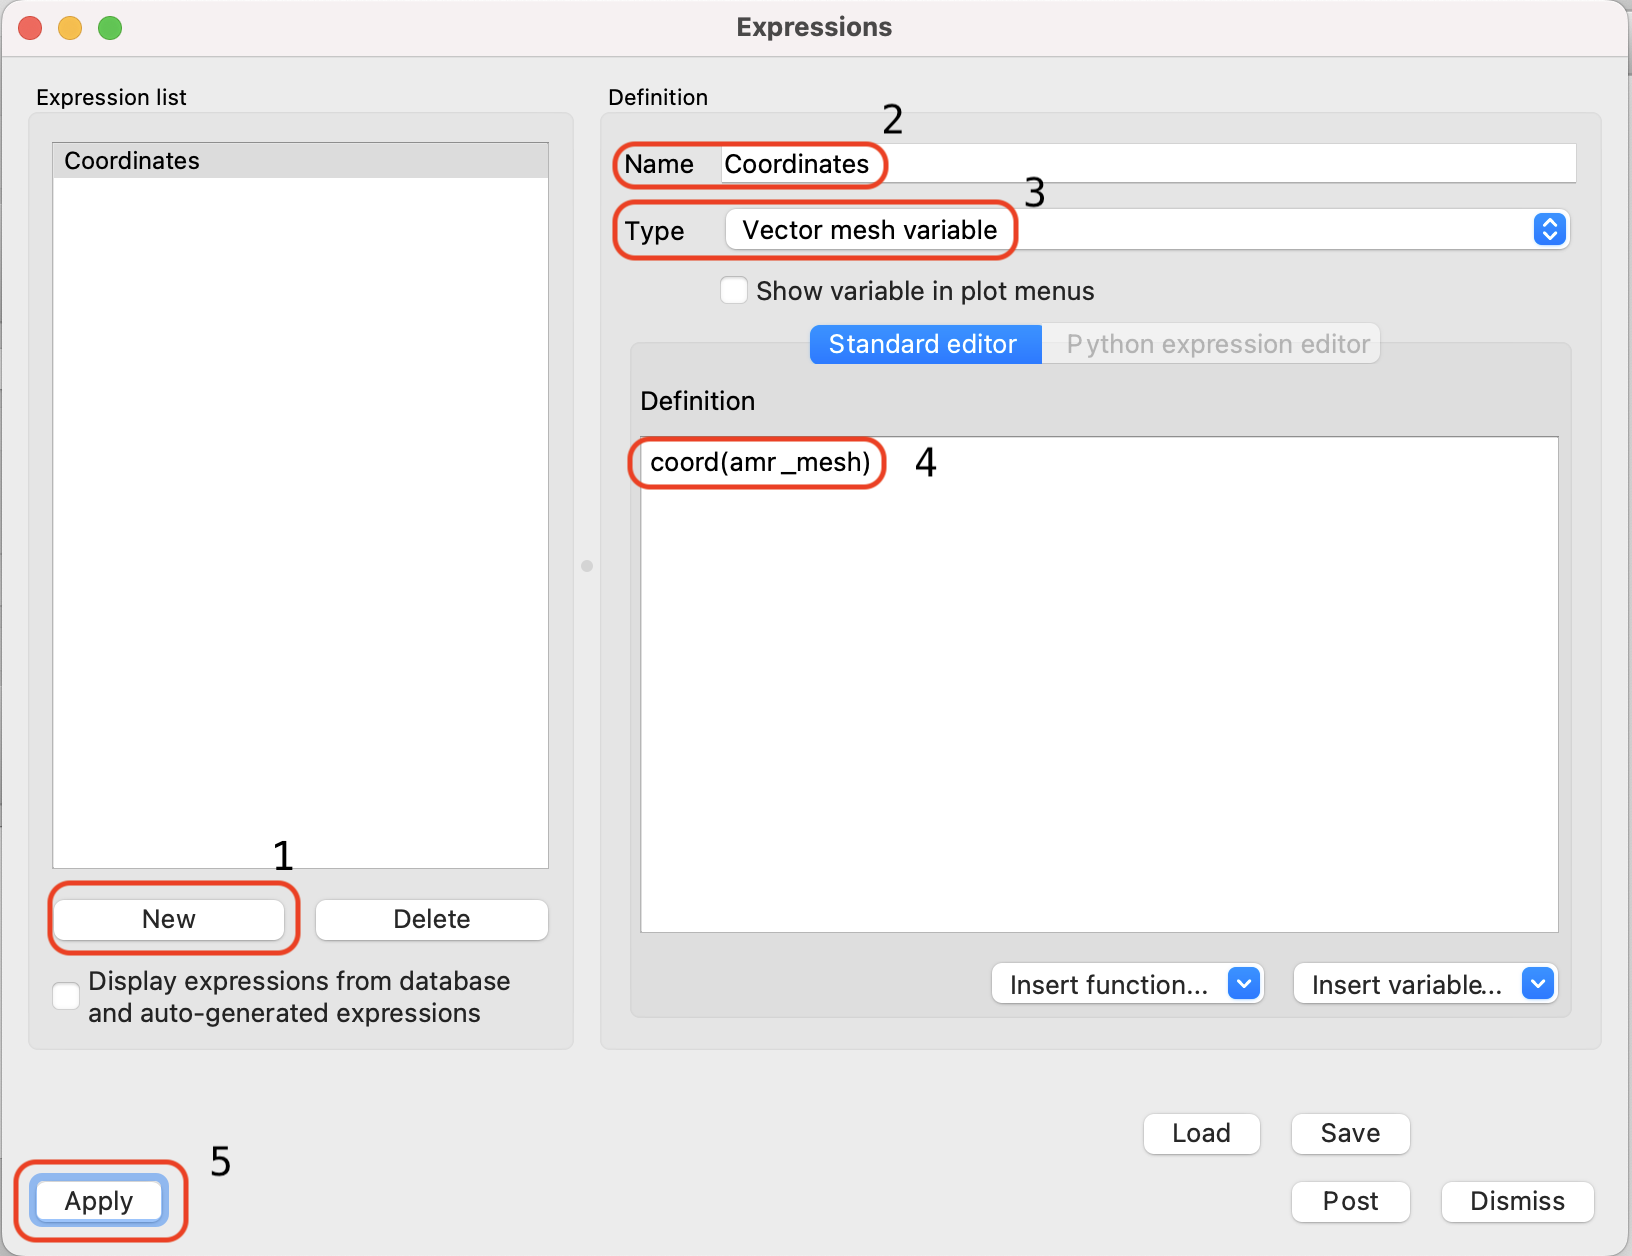 Expressions
Expression list
Coordinates
1
New
Delete
Display expressions from database
and auto-generated expressions
Definition
2
Name Coordinates
3
Type Vector mesh variable
Show variable in plot menus
Standard editor Python expression editor
Definition
coord(amr_mesh) 4
Insert function... Insert variable...
Load Save
5
Apply Post Dismiss